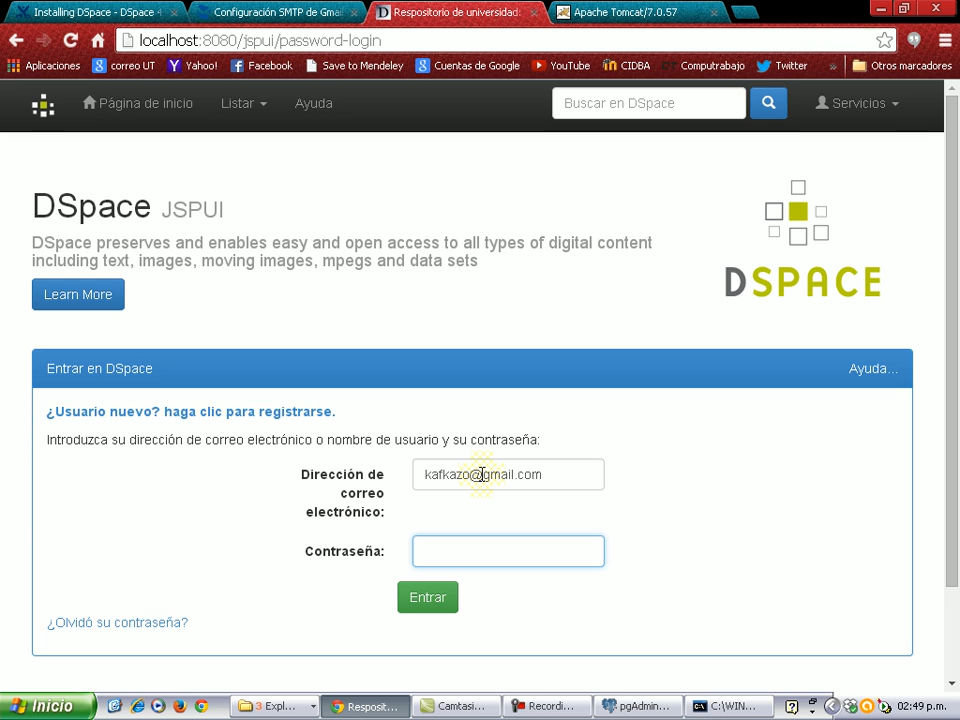 Installing DSpace - DSpace 4
Configuración SMTP de Gmai
Respositorio de universidad:
Apache Tomcat/7.0.57
localhost:8080/jspui/password-login
Aplicaciones
correo UT
Yahoo!
Facebook
Save to Mendeley
Cuentas de Google
YouTube
CIDBA
Computrabajo
Twitter
»
Otros marcadores
Página de inicio
Listar
Ayuda
Buscar en DSpace
Servicios
DSpace JSPUI
DSpace preserves and enables easy and open access to all types of digital content
including text, images, moving images, mpegs and data sets
Learn More
DSPACE
Entrar en DSpace
Ayuda...
¿Usuario nuevo? haga clic para registrarse.
Introduzca su dirección de correo electrónico o nombre de usuario y su contraseña:
Dirección de
correo
electrónico:
kafkazo@gmail.com
Contraseña:
Entrar
¿Olvidó su contraseña?
Inicio
3 Expl...
Resposit...
Camtasi...
Recordi...
pgAdmin...
C:\WIN...
02:49 p.m.